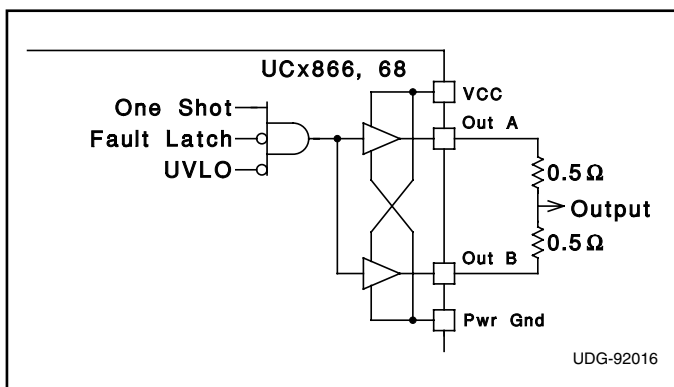 UCx866, 68
VCC
One Shot
Out A
Fault Latch
UVLO
0.5Ω
Output
0.5Ω
Out B
Pwr Gnd
UDG-92016